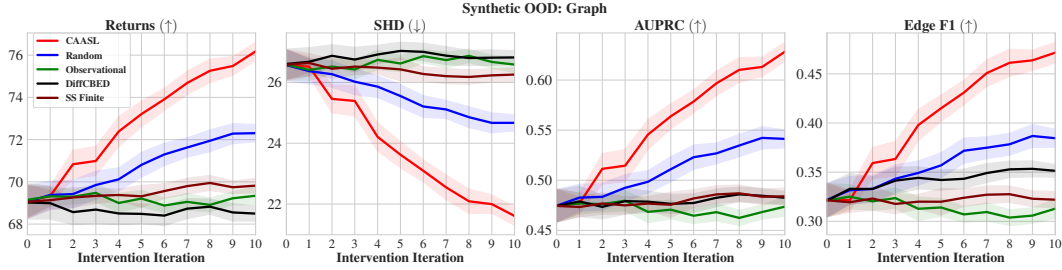 Synthetic OOD: Graph
Returns (↑)
76
74
72
70
68
CAASL
Random
Observational
DiffCBED
SS Finite
0 1 2 3 4 5 6 7 8 9 10
Intervention Iteration
SHD (↓)
26
24
22
0 1 2 3 4 5 6 7 8 9 10
Intervention Iteration
AUPRC (↑)
0.60
0.55
0.50
0.45
0 1 2 3 4 5 6 7 8 9 10
Intervention Iteration
Edge F1 (↑)
0.45
0.40
0.35
0.30
0 1 2 3 4 5 6 7 8 9 10
Intervention Iteration